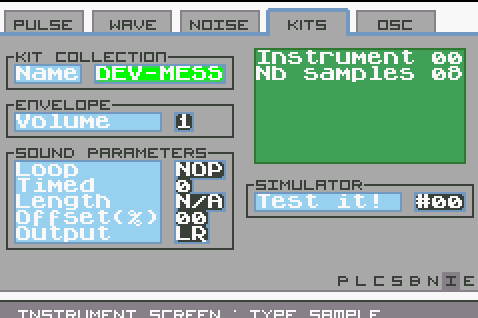 PULSE WAVE NOISE KITS OSC
KIT COLLECTION
Name DEV-MESS
Instrument 00
Nb samples 08
ENVELOPE
Volume 1
SOUND PARAMETERS
Loop NOP
Timed 0
Length N/A
Offset(%) 00
Output LR
SIMULATOR
Test it! #00
PLCSBNIE
INSTRUMENT SCREEN : TYPE SAMPLE